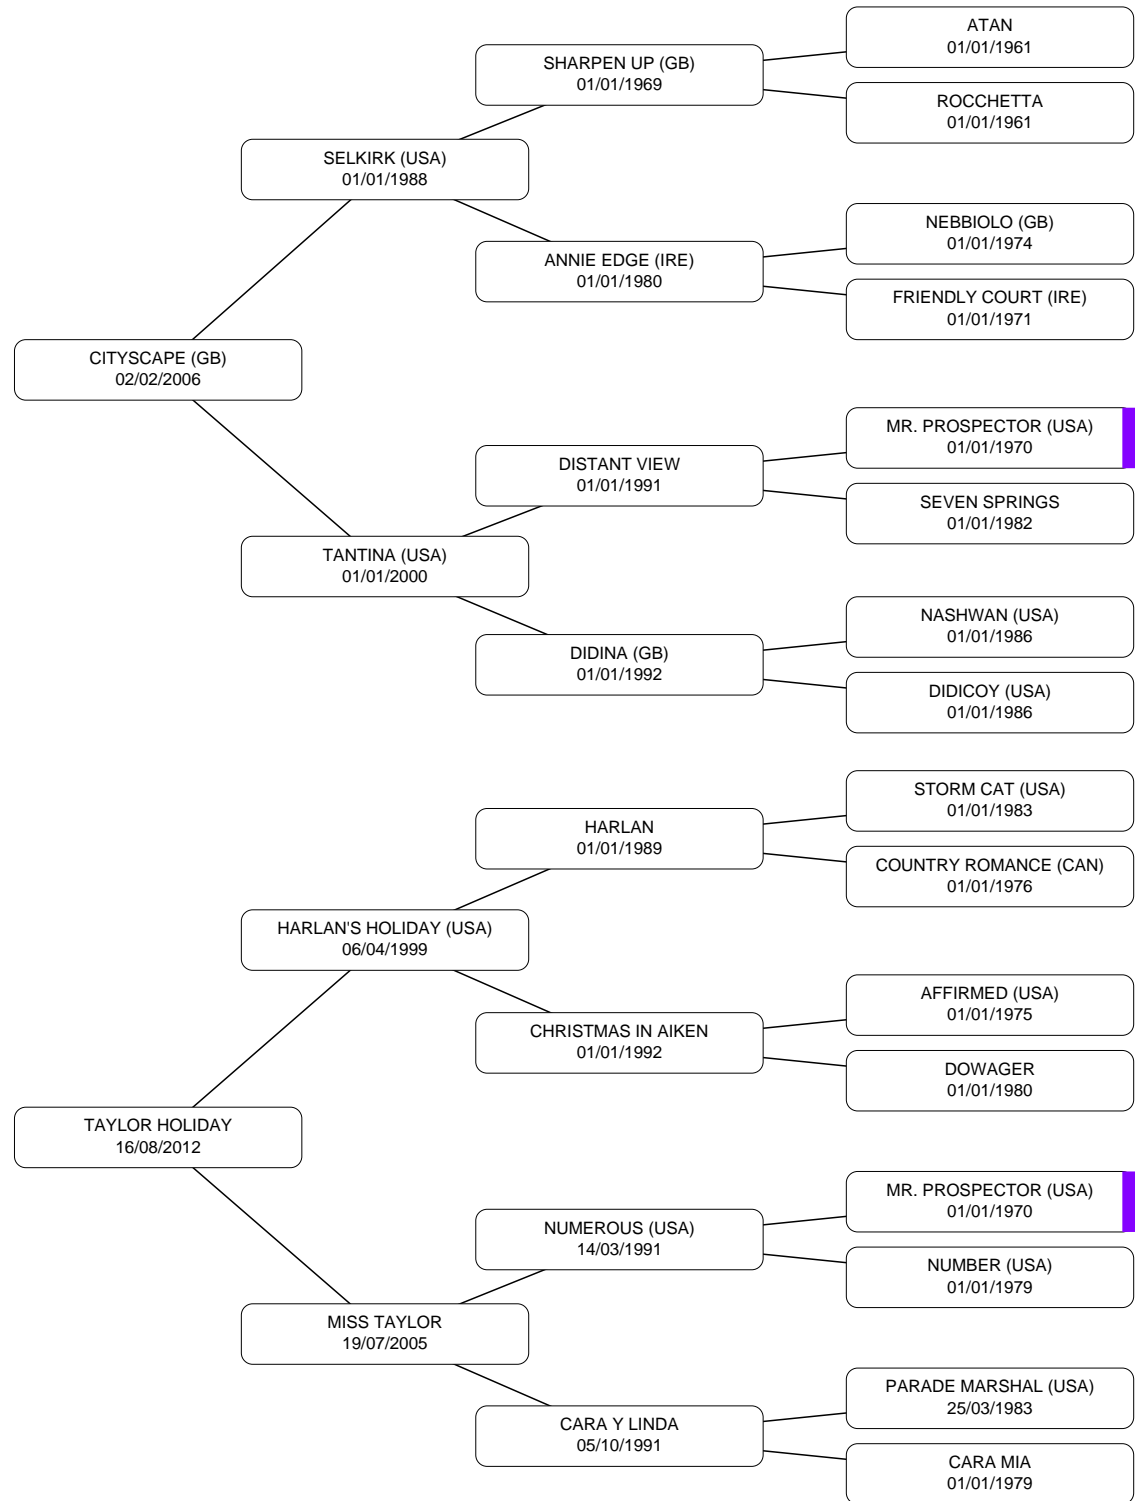 ATAN
01/01/1961
SHARPEN UP (GB)
01/01/1969
ROCCHETTA
01/01/1961
SELKIRK (USA)
01/01/1988
NEBBIOLO (GB)
01/01/1974
ANNIE EDGE (IRE)
01/01/1980
FRIENDLY COURT (IRE)
01/01/1971
CITYSCAPE (GB)
02/02/2006
MR. PROSPECTOR (USA)
01/01/1970
DISTANT VIEW
01/01/1991
SEVEN SPRINGS
01/01/1982
TANTINA (USA)
01/01/2000
NASHWAN (USA)
01/01/1986
DIDINA (GB)
01/01/1992
DIDICOY (USA)
01/01/1986
STORM CAT (USA)
01/01/1983
HARLAN
01/01/1989
COUNTRY ROMANCE (CAN)
01/01/1976
HARLAN'S HOLIDAY (USA)
06/04/1999
AFFIRMED (USA)
01/01/1975
CHRISTMAS IN AIKEN
01/01/1992
DOWAGER
01/01/1980
TAYLOR HOLIDAY
16/08/2012
MR. PROSPECTOR (USA)
01/01/1970
NUMEROUS (USA)
14/03/1991
NUMBER (USA)
01/01/1979
MISS TAYLOR
19/07/2005
PARADE MARSHAL (USA)
25/03/1983
CARA Y LINDA
05/10/1991
CARA MIA
01/01/1979